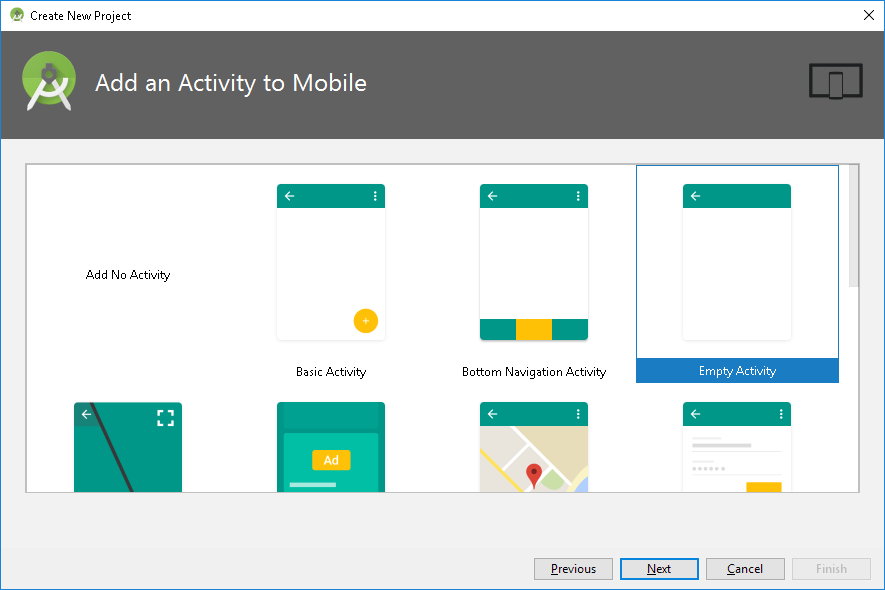 Create New Project
Add an Activity to Mobile
Add No Activity
Basic Activity
Bottom Navigation Activity
Empty Activity
Ad
Previous
Next
Cancel
Finish